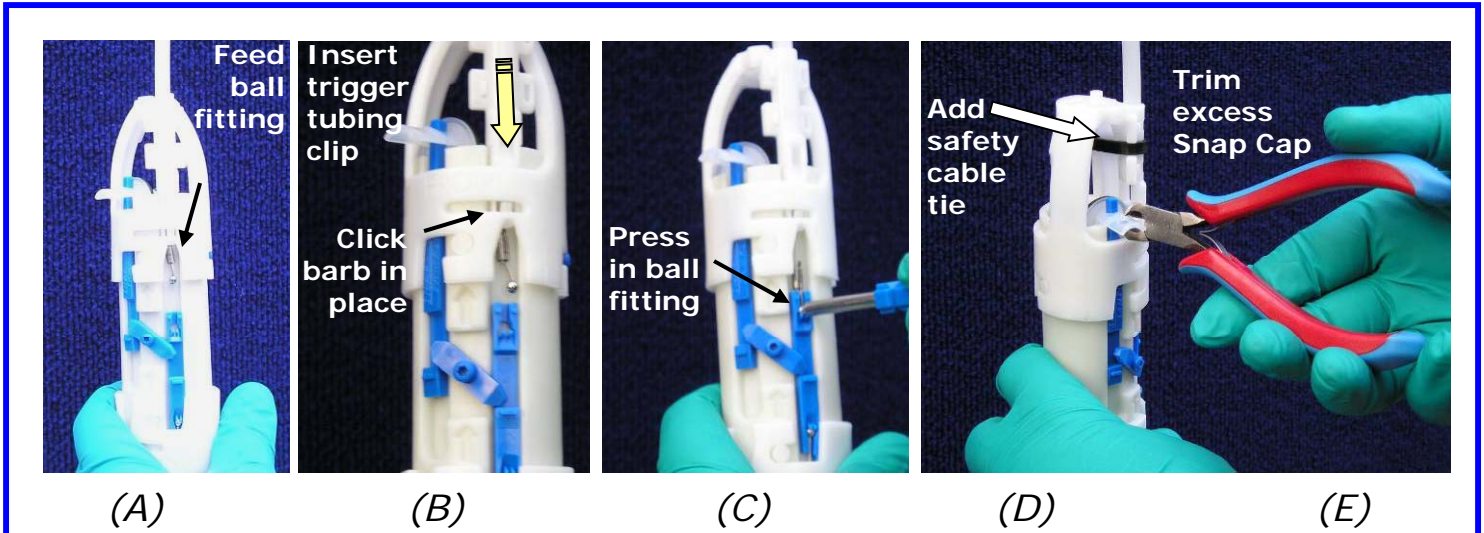 Feed
ball
fitting
Insert
trigger
tubing
clip
Click
barb in
place
Press
in ball
fitting
Add
safety
cable
tie
Trim
excess
Snap Cap
(A)
(B)
(C)
(D)
(E)